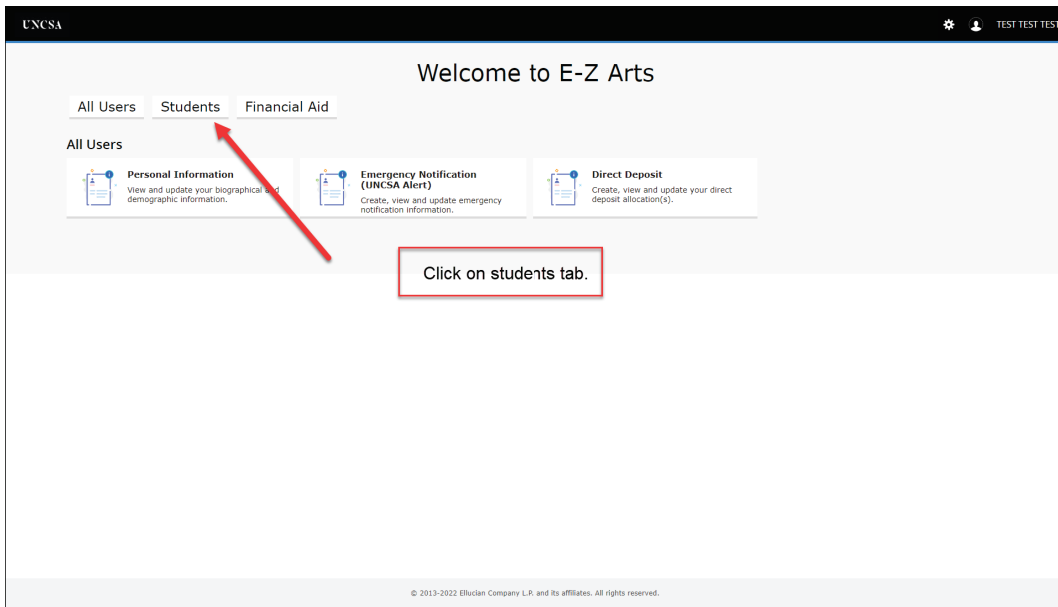 UNCSA
TEST TEST TEST
Welcome to E-Z Arts
All Users Students Financial Aid
All Users
Personal Information
View and update your biographical and
demographic information.
Emergency Notification
(UNCSA Alert)
Create, view and update emergency
notification information.
Direct Deposit
Create, view and update your direct
deposit allocation(s).
Click on students tab.
© 2013-2022 Ellucian Company L.P. and its affiliates. All rights reserved.